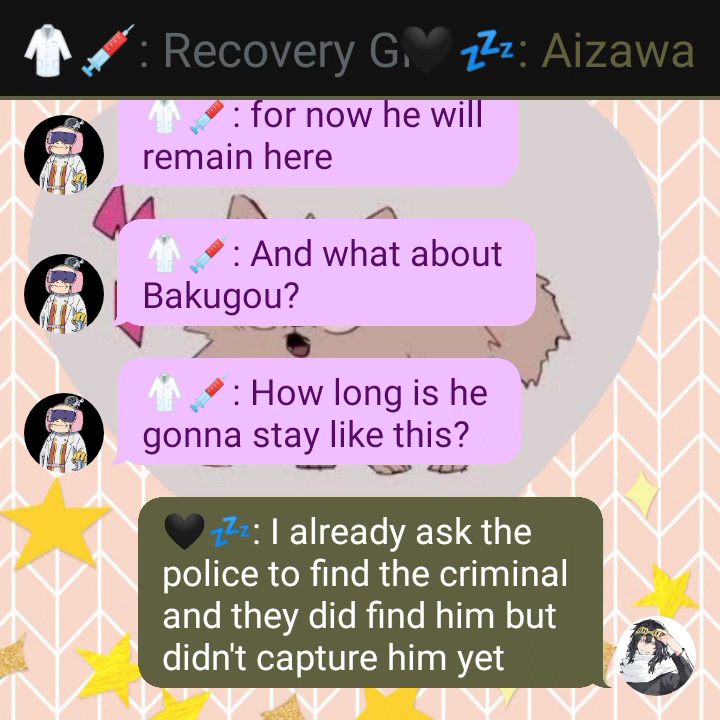 🥼💉: Recovery Gi🖤💤: Aizawa
🥼💉: for now he will
remain here
🥼💉: And what about
Bakugou?
🥼💉: How long is he
gonna stay like this?
🖤💤: I already ask the
police to find the criminal
and they did find him but
didn't capture him yet